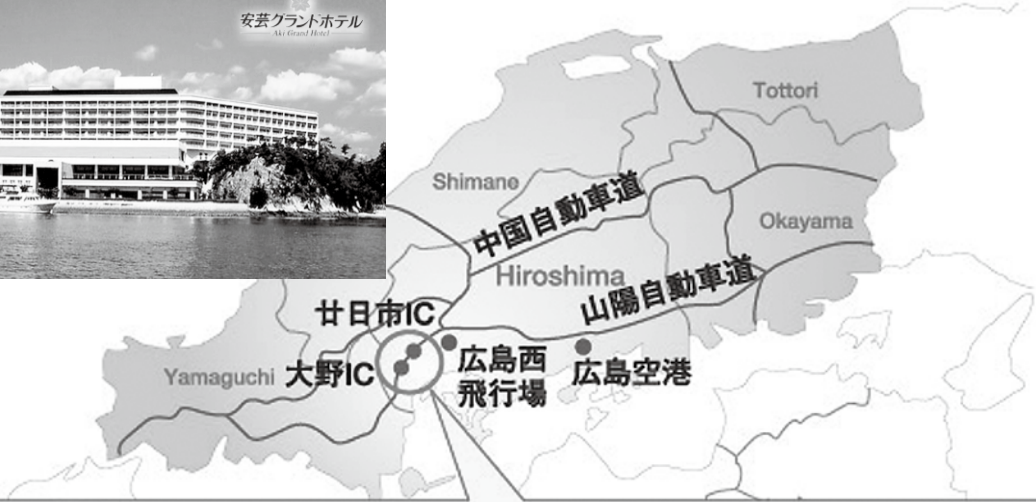 安芸グランドホテル
Aki Grand Hotel
Tottori
Shimane
中国自動車道
Okayama
Hiroshima
山陽自動車道
廿日市IC
広島西
飛行場
Yamaguchi
大野IC
広島空港